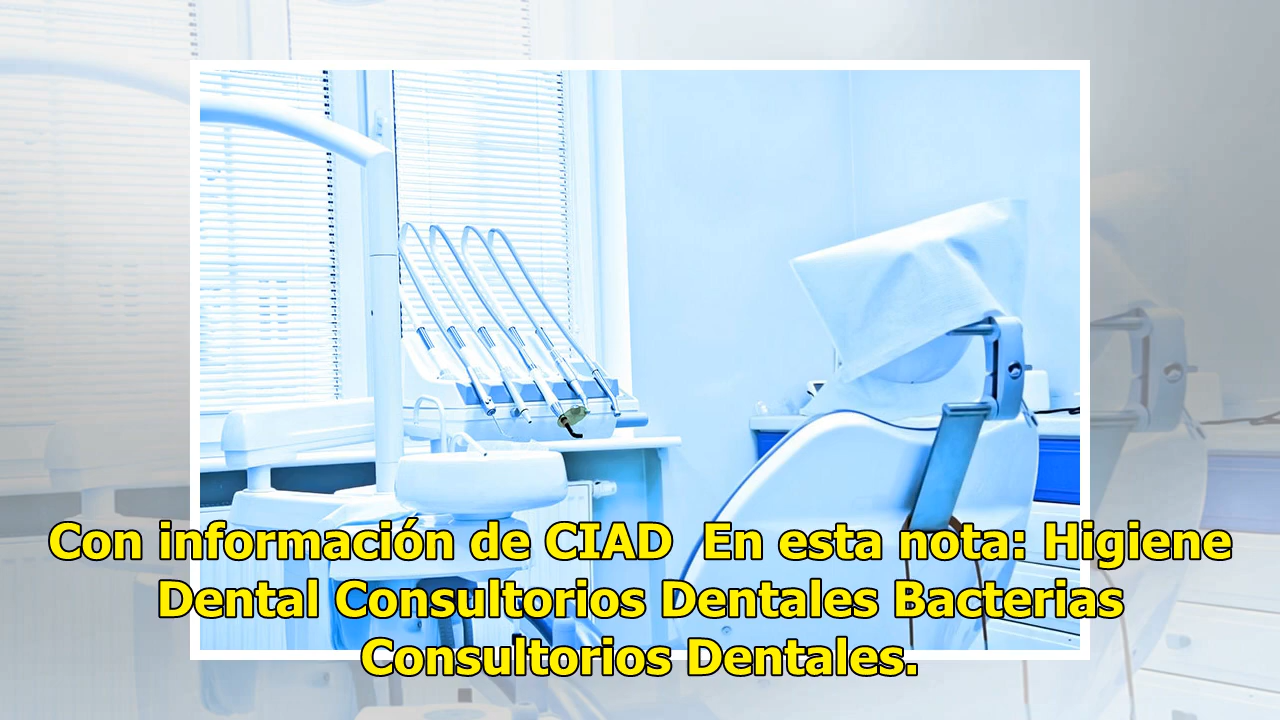 Con información de CIAD  En esta nota: Higiene
Dental Consultorios Dentales Bacterias
Consultorios Dentales.